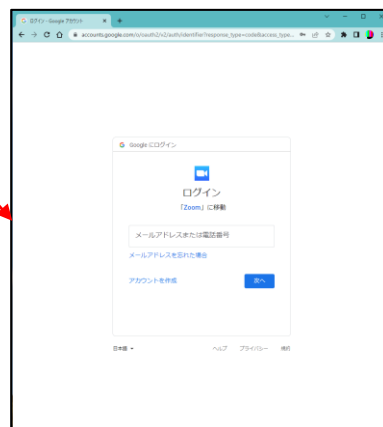 ログイン - Google アカウント
accounts.google.com/o/oauth2/v2/auth/identifier?response_type=code&access_type...
Google にログイン
ログイン
「Zoom」に移動
メールアドレスまたは電話番号
メールアドレスを忘れた場合
アカウントを作成
次へ
日本語
ヘルプ プライバシー 規約